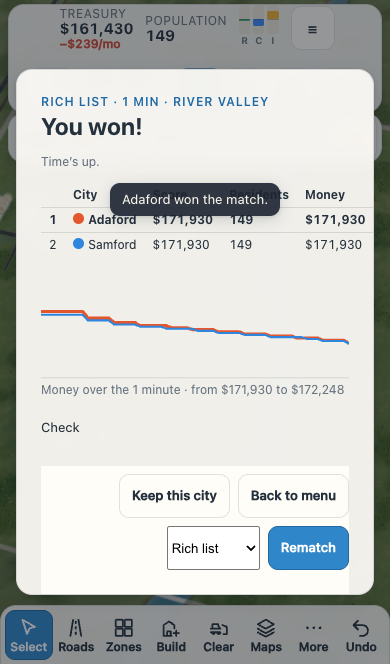 TREASURY
$161,430
–$239/mo
POPULATION
149
R C I
RICH LIST · 1 MIN · RIVER VALLEY
You won!
Time's up.
City Score Residents Money
Adaford won the match.
1 Adaford $171,930 149 $171,930
2 Samford $171,930 149 $171,930
Money over the 1 minute · from $171,930 to $172,248
Check
Keep this city
Back to menu
Rich list
Rematch
Select Roads Zones Build Clear Maps More Undo